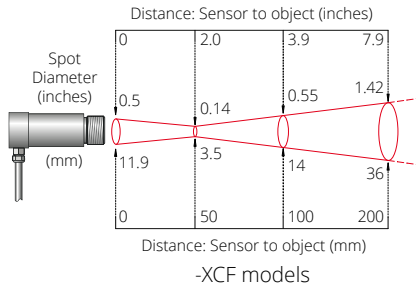 Distance: Sensor to object (inches)
0 2.0 3.9 7.9
Spot
Diameter
(inches)
0.5 0.14 0.55 1.42
(mm)
11.9 3.5 14 36
0 50 100 200
Distance: Sensor to object (mm)
-XCF models